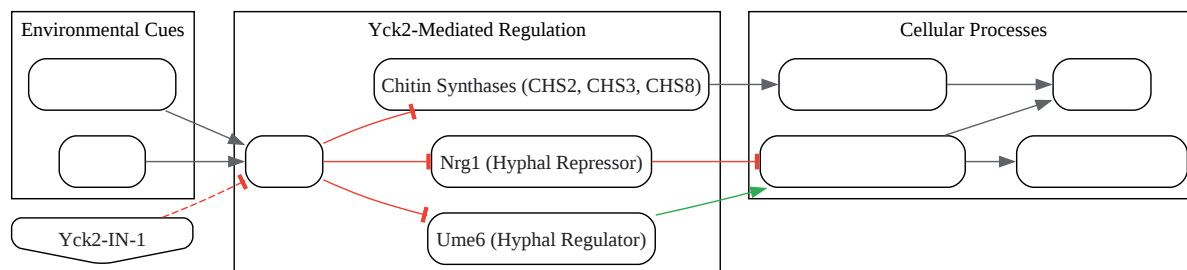 Environmental Cues
Yck2-Mediated Regulation
Cellular Processes
Chitin Synthases (CHS2, CHS3, CHS8)
Nrg1 (Hyphal Repressor)
Yck2-IN-1
Ume6 (Hyphal Regulator)